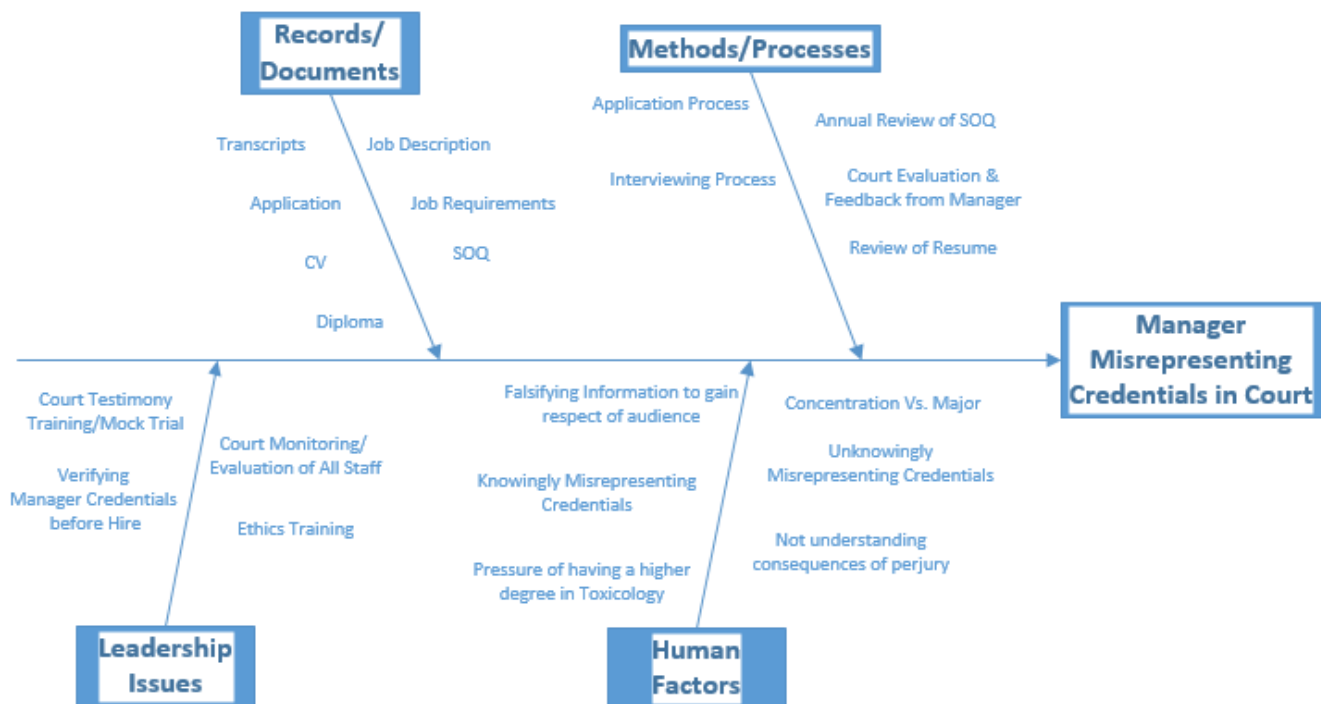 Records/
Documents
Methods/Processes
Application Process
Annual Review of SOQ
Transcripts
Job Description
Interviewing Process
Court Evaluation &
Feedback from Manager
Application
Job Requirements
Review of Resume
CV
SOQ
Diploma
Manager
Misrepresenting
Credentials in Court
Court Testimony
Training/Mock Trial
Court Monitoring/
Evaluation of All Staff
Verifying
Manager Credentials
before Hire
Ethics Training
Falsifying Information to gain
respect of audience
Concentration Vs. Major
Knowingly Misrepresenting
Credentials
Unknowingly
Misrepresenting Credentials
Pressure of having a higher
degree in Toxicology
Not understanding
consequences of perjury
Leadership
Issues
Human
Factors